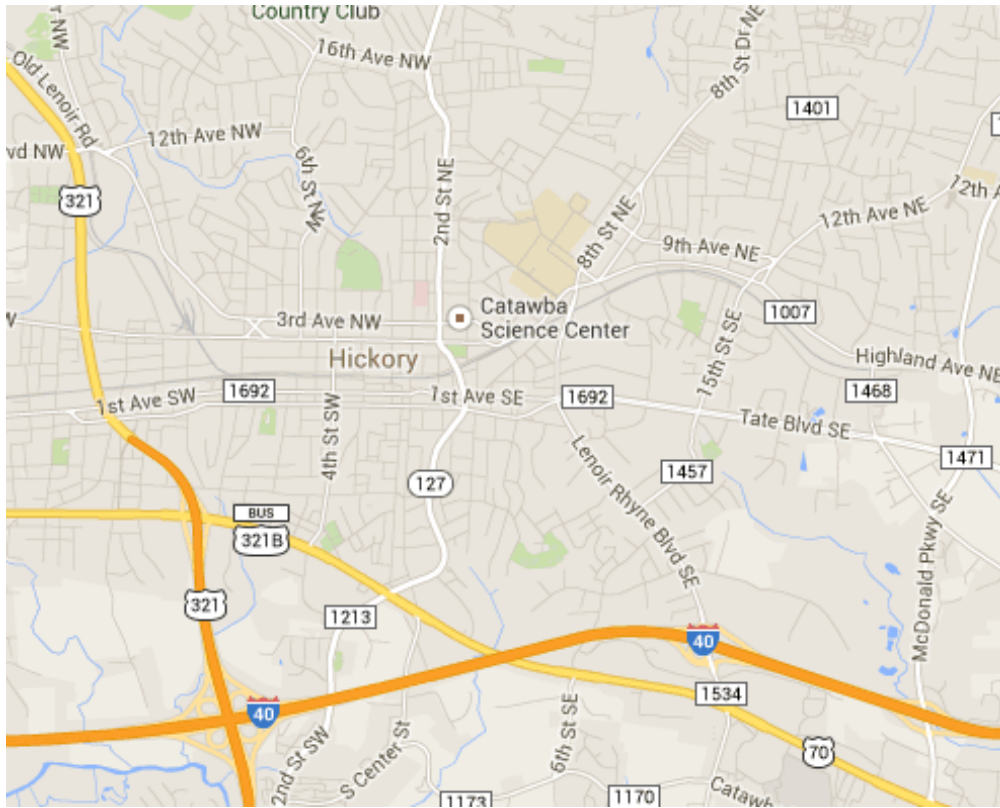 Country Club
NW
16th Ave NW
8th St Dr NE
Old Lenoir Rd
1401
12th Ave NW
vd NW
6th St NW
2nd St NE
12th A
321
12th Ave NE
8th St NE
9th Ave NE
Catawba
Science Center
3rd Ave NW
1007
Hickory
15th St SE
Highland Ave NE
1692
1468
1st Ave SW
1st Ave SE
1692
Tate Blvd SE
4th St SW
1471
1457
127
Lenoir Rhyne Blvd SE
BUS
321B
McDonald Pkwy SE
321
1213
40
1534
40
6th St SE
2nd St SW
S Center St
70
1173
1170
Catawb